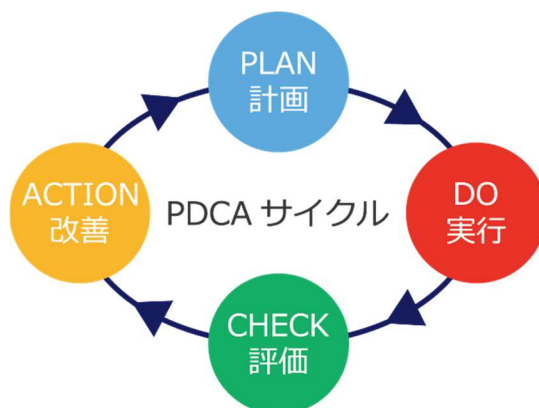 PLAN
計画
DO
実行
CHECK
評価
ACTION
改善
PDCA サイクル